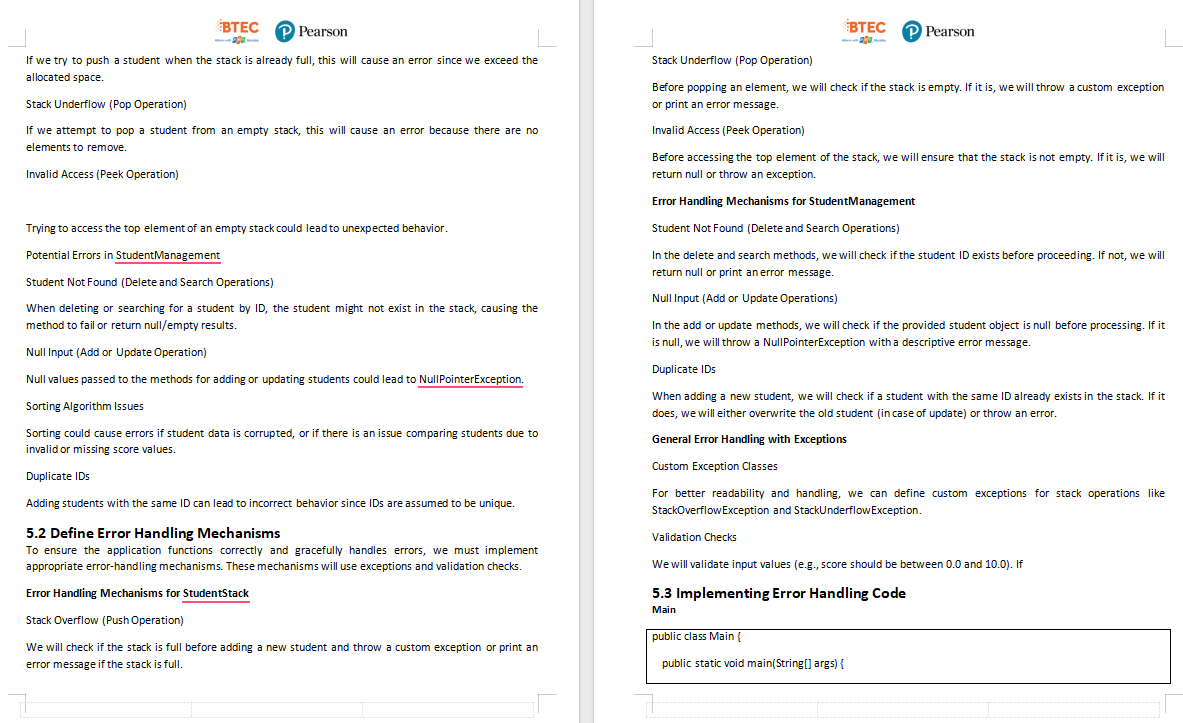 BTEC
Pearson
If we try to push a student when the stack is already full, this will cause an error since we exceed the
allocated space.
Stack Underflow (Pop Operation)
If we attempt to pop a student from an empty stack, this will cause an error because there are no
elements to remove.
Invalid Access (Peek Operation)
Trying to access the top element of an empty stack could lead to unexpected behavior.
Potential Errors in StudentManagement
Student Not Found (Delete and Search Operations)
When deleting or searching for a student by ID, the student might not exist in the stack, causing the
method to fail or return null/empty results.
Null Input (Add or Update Operation)
Null values passed to the methods for adding or updating students could lead to NullPointerException.
Sorting Algorithm Issues
Sorting could cause errors if student data is corrupted, or if there is an issue comparing students due to
invalid or missing score values.
Duplicate IDs
Adding students with the same ID can lead to incorrect behavior since IDs are assumed to be unique.
5.2 Define Error Handling Mechanisms
To ensure the application functions correctly and gracefully handles errors, we must implement
appropriate error-handling mechanisms. These mechanisms will use exceptions and validation checks.
Error Handling Mechanisms for StudentStack
Stack Overflow (Push Operation)
We will check if the stack is full before adding a new student and throw a custom exception or print an
error message if the stack is full.
BTEC
Pearson
Stack Underflow (Pop Operation)
Before popping an element, we will check if the stack is empty. If it is, we will throw a custom exception
or print an error message.
Invalid Access (Peek Operation)
Before accessing the top element of the stack, we will ensure that the stack is not empty. If it is, we will
return null or throw an exception.
Error Handling Mechanisms for StudentManagement
Student Not Found (Delete and Search Operations)
In the delete and search methods, we will check if the student ID exists before proceeding. If not, we will
return null or print an error message.
Null Input (Add or Update Operations)
In the add or update methods, we will check if the provided student object is null before processing. If it
is null, we will throw a NullPointerException with a descriptive error message.
Duplicate IDs
When adding a new student, we will check if a student with the same ID already exists in the stack. If it
does, we will either overwrite the old student (in case of update) or throw an error.
General Error Handling with Exceptions
Custom Exception Classes
For better readability and handling, we can define custom exceptions for stack operations like
StackOverflowException and StackUnderflowException.
Validation Checks
We will validate input values (e.g., score should be between 0.0 and 10.0). If
5.3 Implementing Error Handling Code
Main
public class Main {
public static void main(String[] args) {